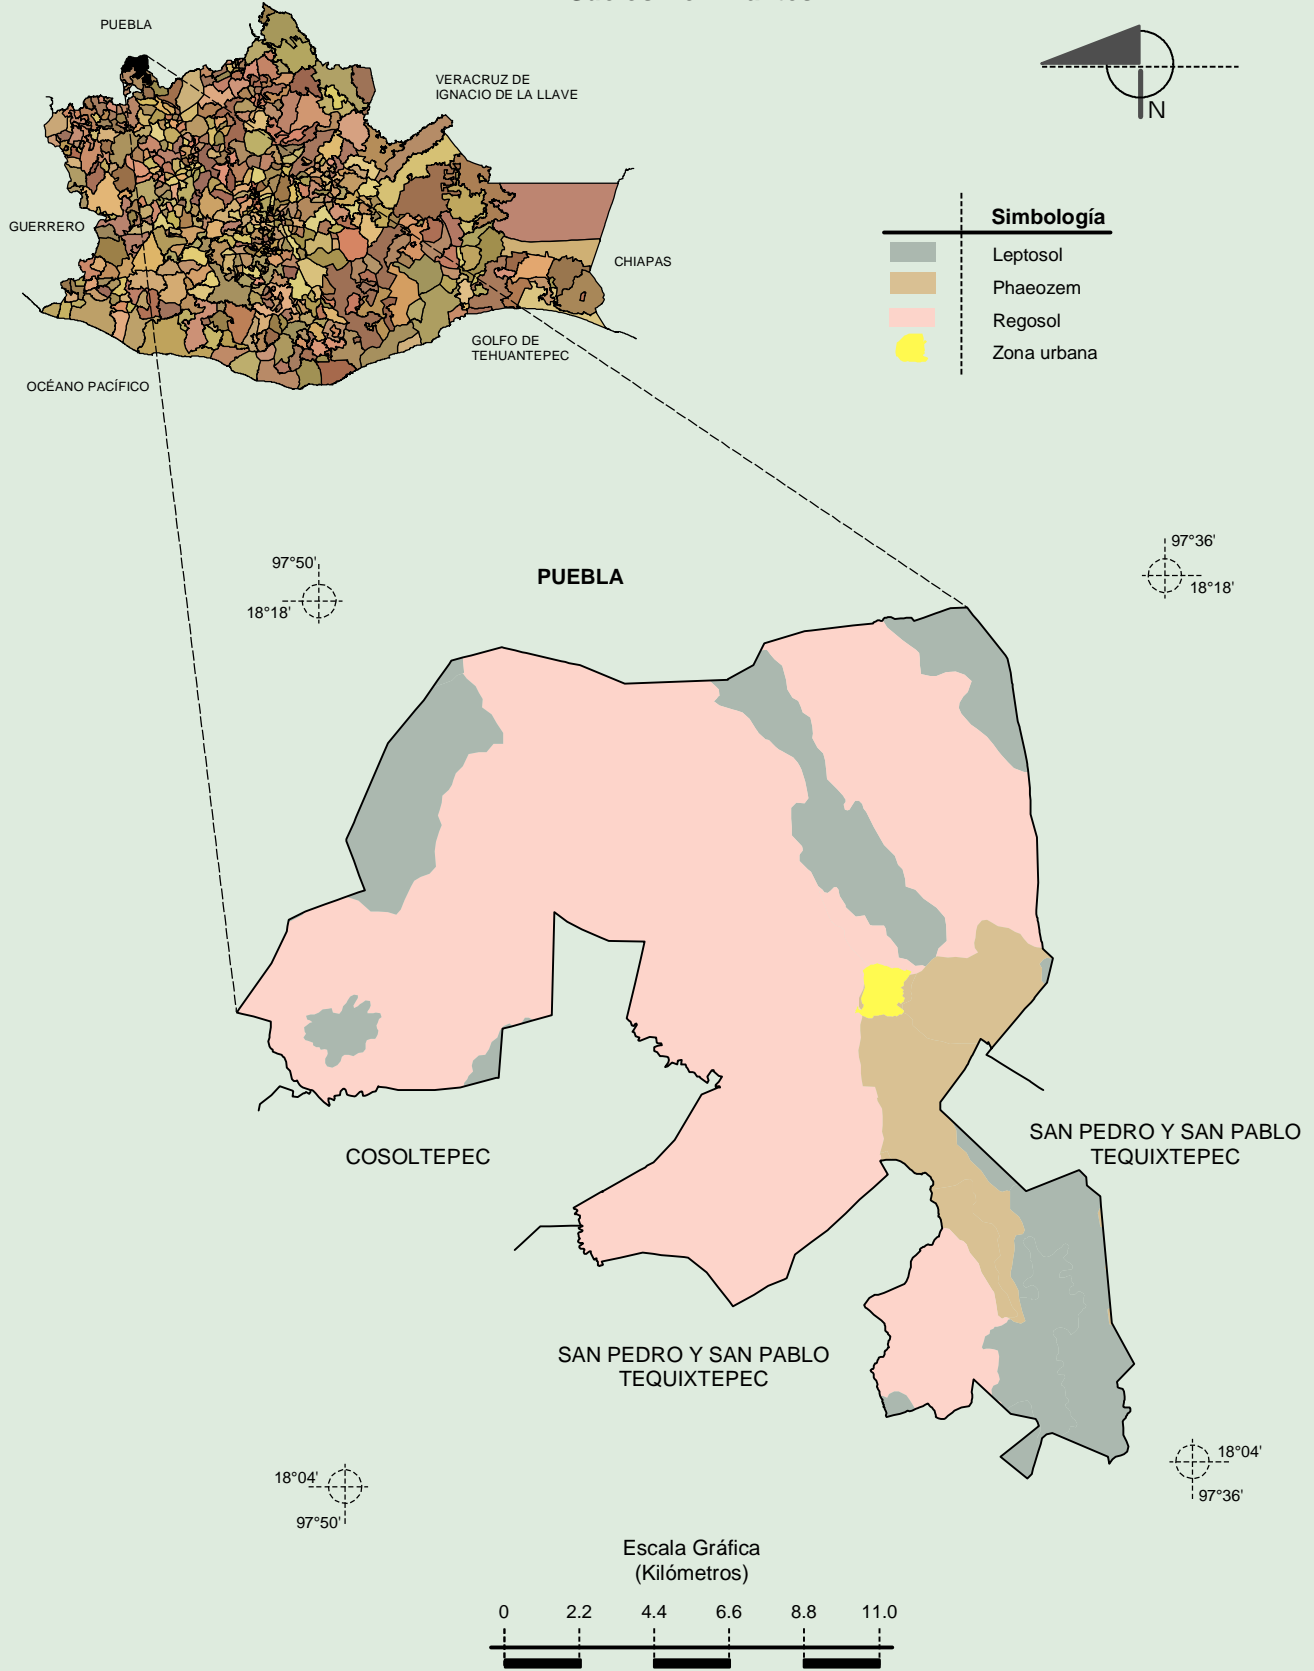 PUEBLA
VERACRUZ DE
IGNACIO DE LA LLAVE
N
GUERRERO
CHIAPAS
GOLFO DE
TEHUANTEPEC
OCÉANO PACÍFICO
Simbología
Leptosol
Phaeozem
Regosol
Zona urbana
97°50'
18°18'
PUEBLA
97°36'
18°18'
COSOLTEPEC
SAN PEDRO Y SAN PABLO
TEQUIXTEPEC
SAN PEDRO Y SAN PABLO
TEQUIXTEPEC
18°04'
97°50'
18°04'
97°36'
Escala Gráfica
(Kilómetros)
0 2.2 4.4 6.6 8.8 11.0